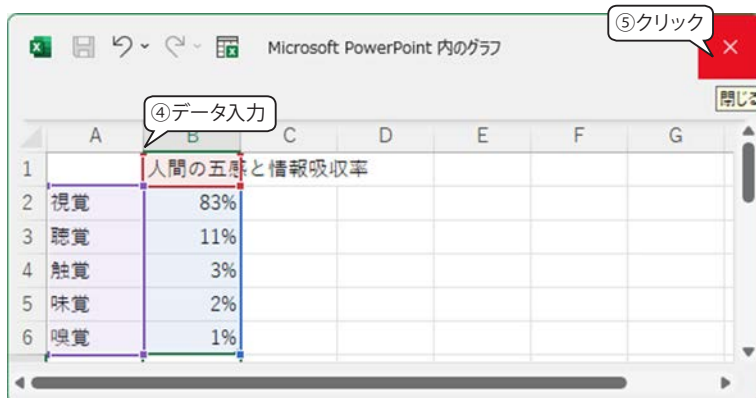 ⑤クリック
Microsoft PowerPoint 内のグラフ
閉じる
④データ入力
A B C D E F G
1 人間の五感と情報吸収率
2 視覚 83%
3 聴覚 11%
4 触覚 3%
5 味覚 2%
6 嗅覚 1%